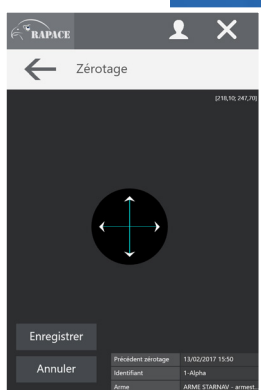 RAPACE
Zérotage
[216,10; 247,70]
Enregistrer
Annuler
Précédent zérotage 13/02/2017 15:50
Identifiant 1-Alpha
Arme ARME STARNAV - armest..